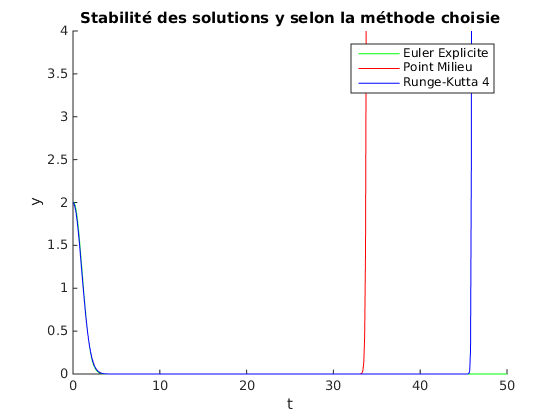 Stabilité des solutions y selon la méthode choisie
4
3.5
3
2.5
2
1.5
1
0.5
0
y
Euler Explicite
Point Milieu
Runge-Kutta 4
0 10 20 30 40 50
t